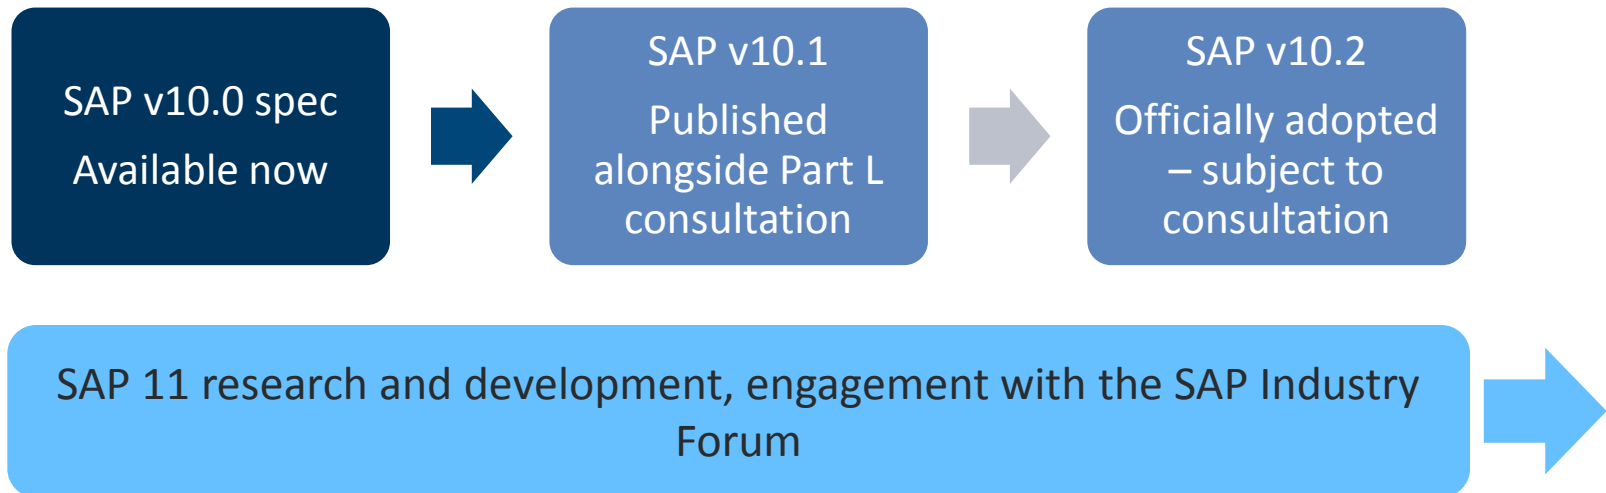 SAP v10.0 spec
Available now
SAP v10.1
Published
alongside Part L
consultation
SAP v10.2
Officially adopted
– subject to
consultation
SAP 11 research and development, engagement with the SAP Industry
Forum